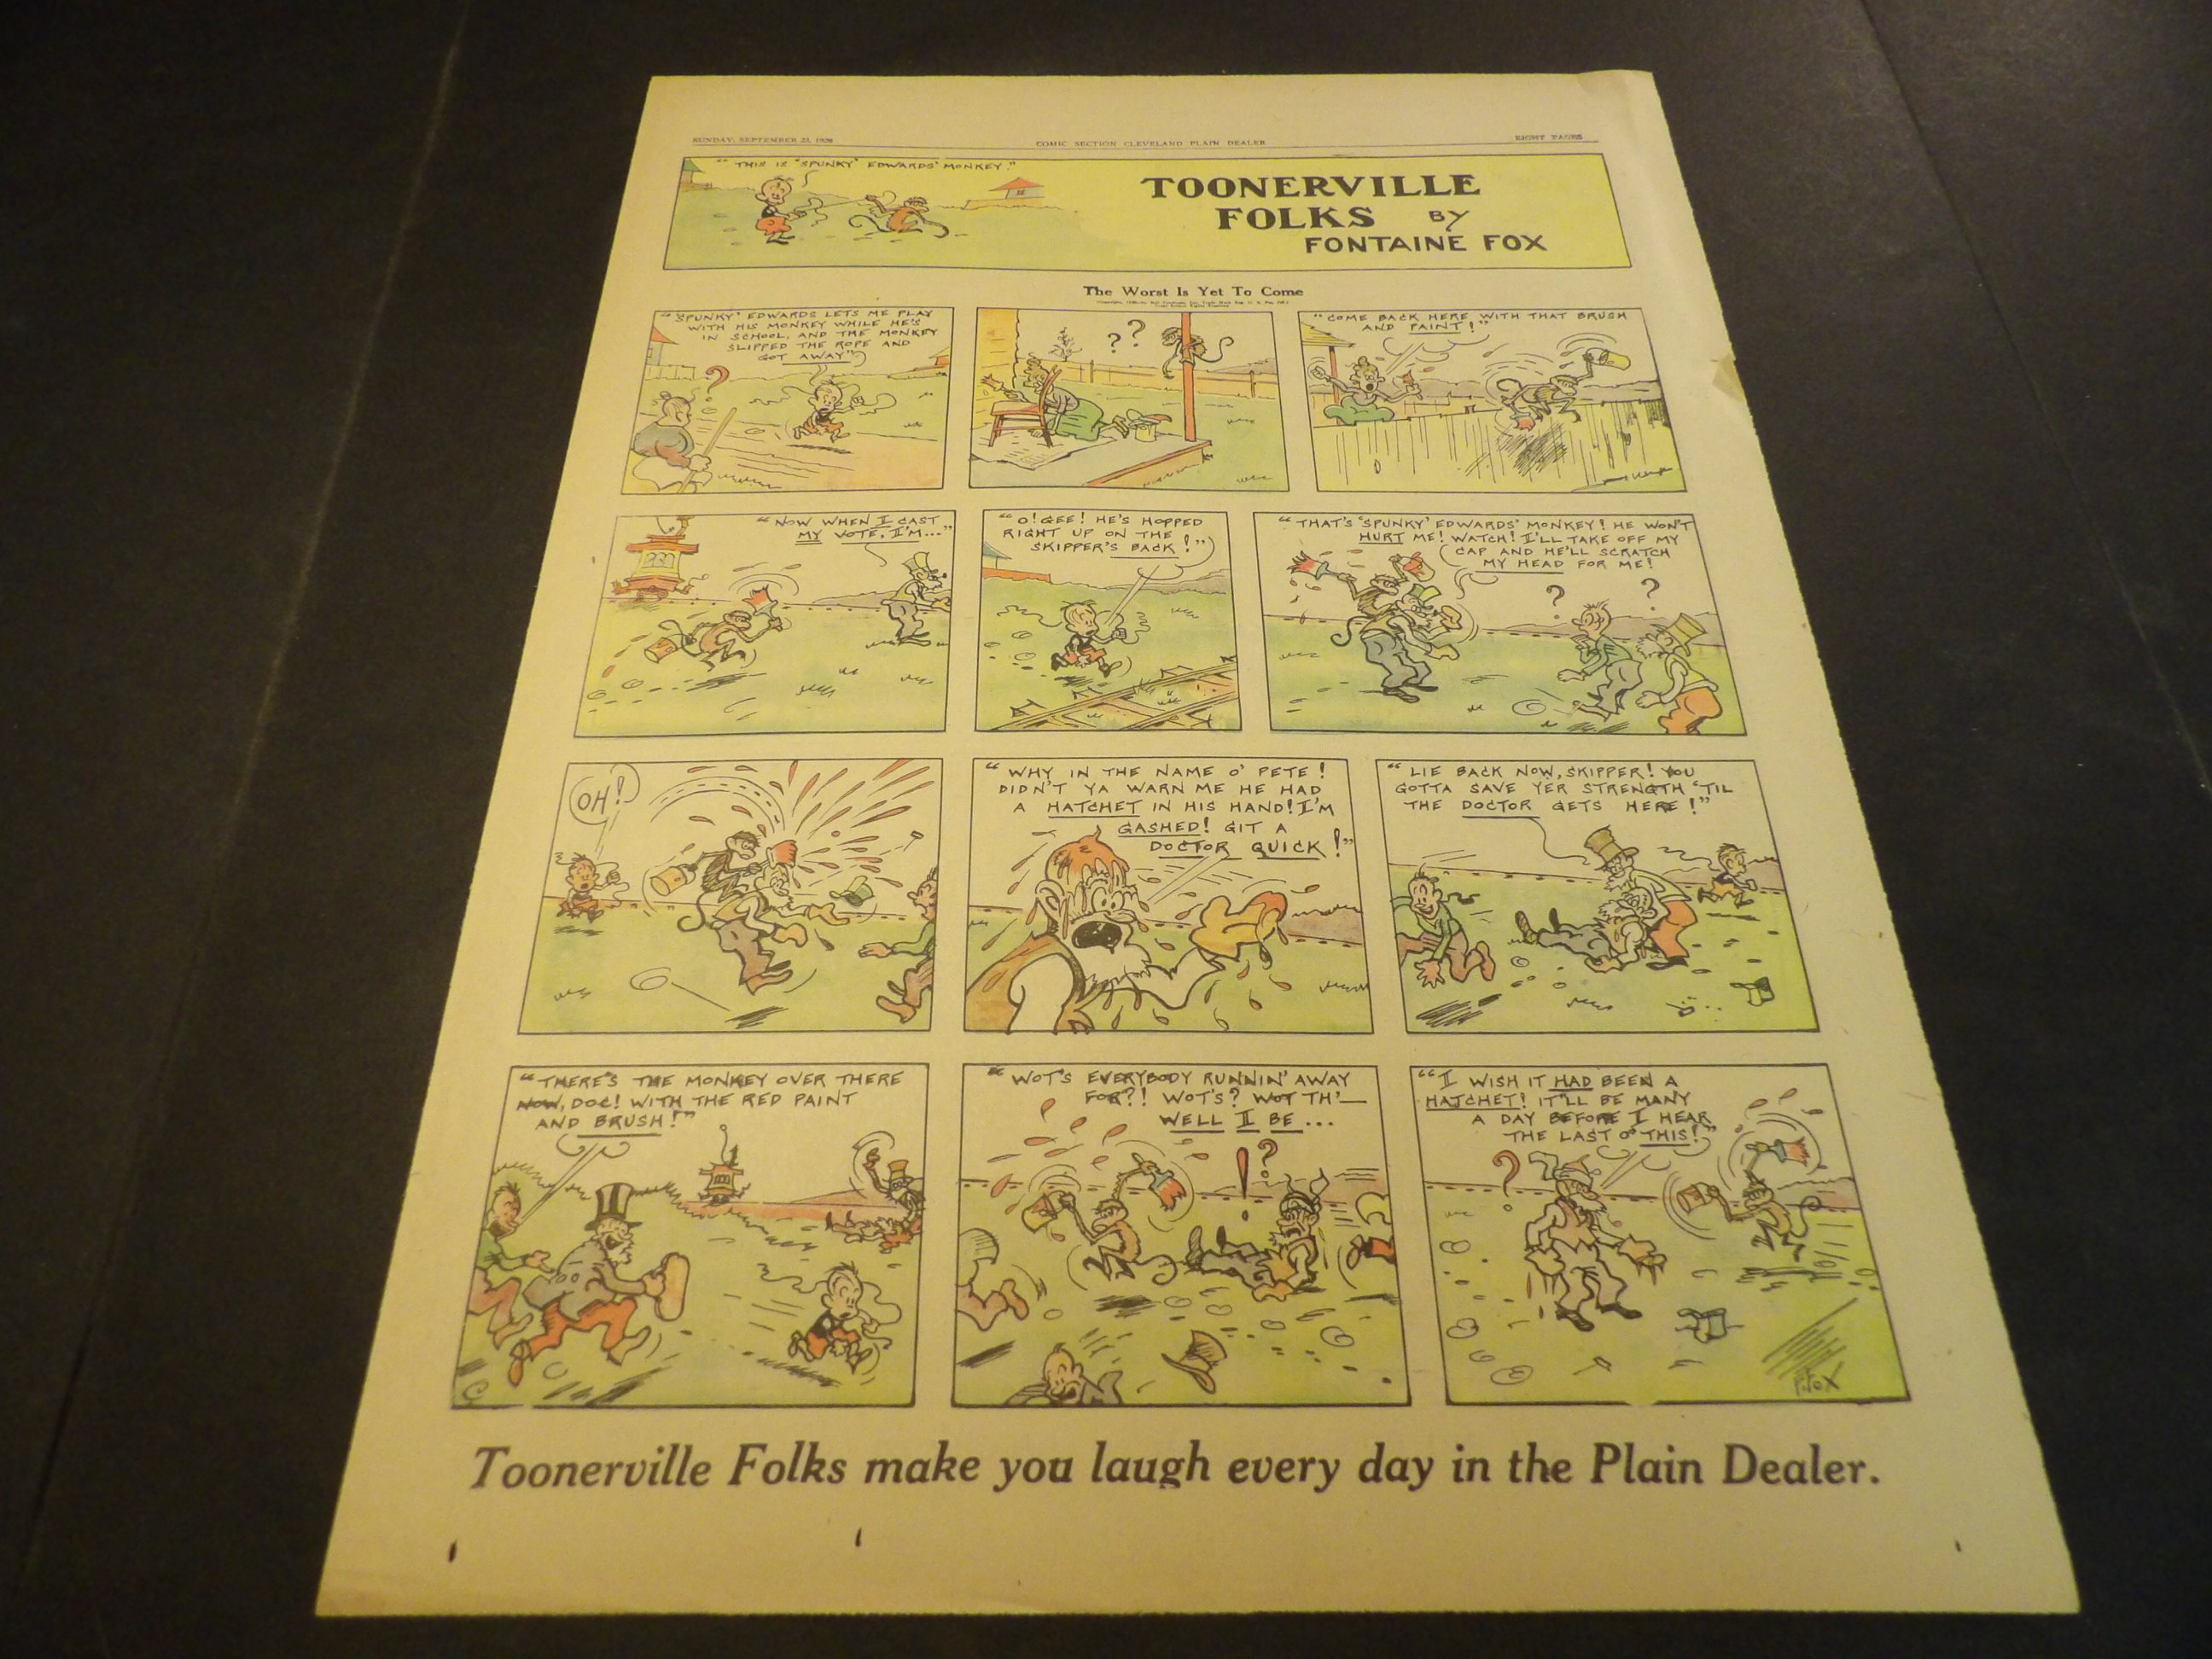 SUNDAY, SEPTEMBER 23, 1928
COMIC SECTION CLEVELAND PLAIN DEALER
EIGHT PAGES
"THIS IS 'SPUNKY' EDWARDS' MONKEY."
TOONERVILLE
FOLKS BY
FONTAINE FOX
The Worst Is Yet To Come
"'SPUNKY' EDWARDS LETS ME PLAY
WITH HIS MONKEY WHILE HE'S
IN SCHOOL, AND THE MONKEY
SLIPPED THE ROPE AND
GOT AWAY"
?
? ?
"COME BACK HERE WITH THAT BRUSH
AND PAINT!"
"NOW WHEN I CAST
MY VOTE, I'M..."
"O! GEE! HE'S HOPPED
RIGHT UP ON THE
SKIPPER'S BACK!"
"THAT'S 'SPUNKY' EDWARDS' MONKEY! HE WON'T
HURT ME! WATCH! I'LL TAKE OFF MY
CAP AND HE'LL SCRATCH
MY HEAD FOR ME!
? ?
OH!
"WHY IN THE NAME O' PETE!
DIDN'T YA WARN ME HE HAD
A HATCHET IN HIS HAND! I'M
GASHED! GIT A
DOCTOR QUICK!"
"LIE BACK NOW, SKIPPER! YOU
GOTTA SAVE YER STRENGTH 'TIL
THE DOCTOR GETS HERE!"
"THERE'S THE MONKEY OVER THERE
NOW, DOC! WITH THE RED PAINT
AND BRUSH!"
"WOT'S EVERYBODY RUNNIN' AWAY
FOR?! WOT'S? WOT TH'—
WELL I BE...
!?
"I WISH IT HAD BEEN A
HATCHET! IT'LL BE MANY
A DAY BEFORE I HEAR
THE LAST O' THIS!"
?
F. FOX
Toonerville Folks make you laugh every day in the Plain Dealer.